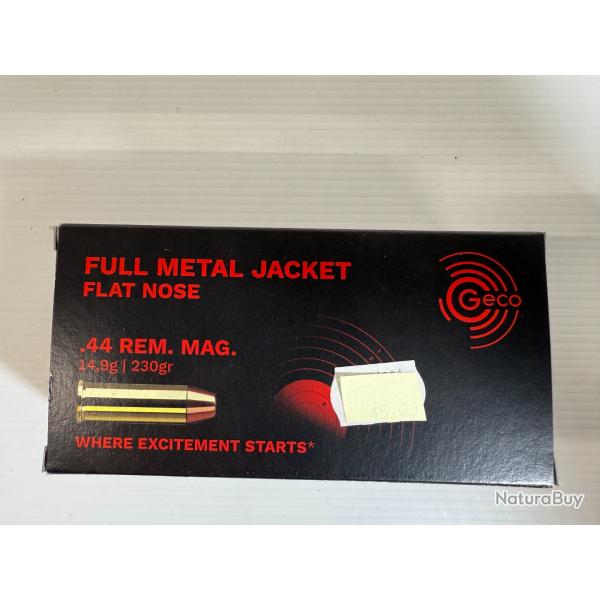 FULL METAL JACKET
FLAT NOSE
Geco
.44 REM. MAG.
14,9g | 230gr
WHERE EXCITEMENT STARTS*
NaturaBuy